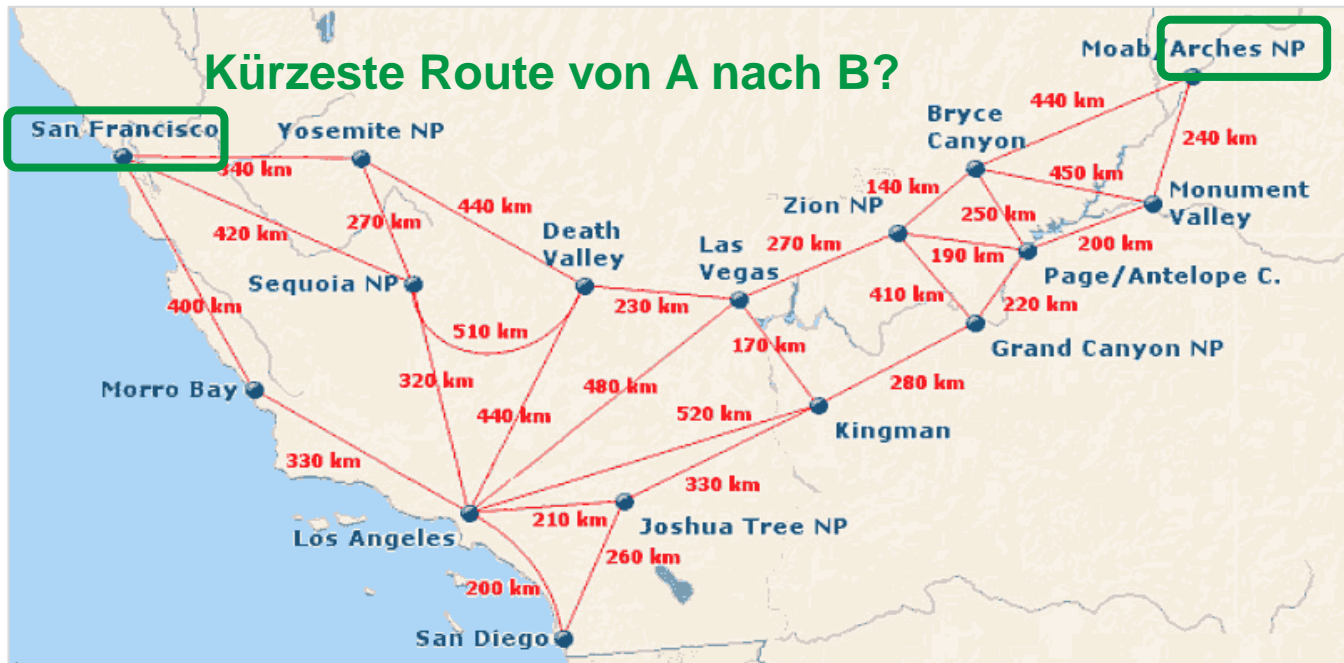 Kürzeste Route von A nach B?
Moab/Arches NP
San Francisco
Yosemite NP
Bryce
Canyon
440 km
240 km
340 km
440 km
140 km
450 km
Monument
Valley
Zion NP
270 km
420 km
Death
Valley
Las
Vegas
250 km
200 km
270 km
190 km
Page/Antelope C.
Sequoia NP
230 km
410 km
220 km
400 km
510 km
170 km
Grand Canyon NP
Morro Bay
320 km
480 km
280 km
440 km
520 km
Kingman
330 km
330 km
Los Angeles
210 km
Joshua Tree NP
260 km
200 km
San Diego